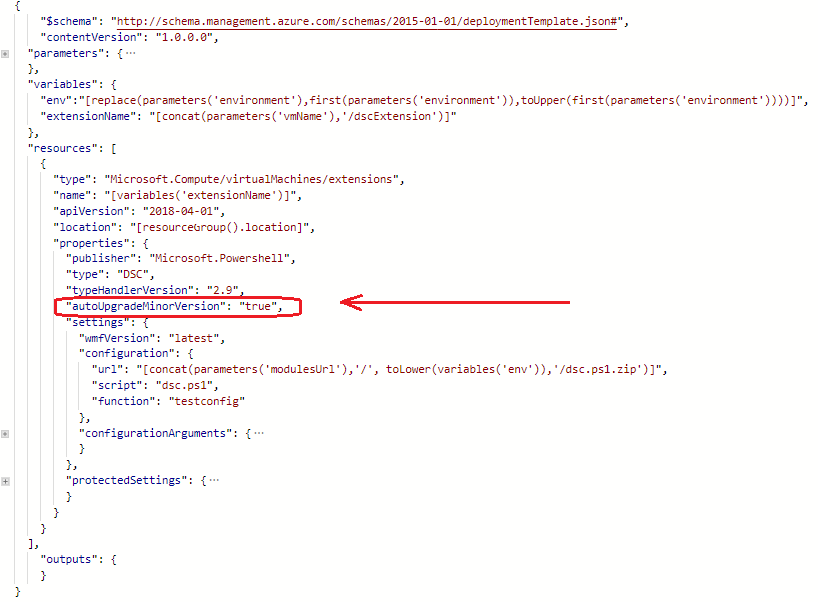 {
"$schema": "http://schema.management.azure.com/schemas/2015-01-01/deploymentTemplate.json#",
"contentVersion": "1.0.0.0",
"parameters": {...
},
"variables": {
"env":"[replace(parameters('environment'),first(parameters('environment')),toUpper(first(parameters('environment'))))]",
"extensionName": "[concat(parameters('vmName'),'/dscExtension')]"
},
"resources": [
{
"type": "Microsoft.Compute/virtualMachines/extensions",
"name": "[variables('extensionName')]",
"apiVersion": "2018-04-01",
"location": "[resourceGroup().location]",
"properties": {
"publisher": "Microsoft.Powershell",
"type": "DSC",
"typeHandlerVersion": "2.9",
"autoUpgradeMinorVersion": "true",
"settings": {
"wmfVersion": "latest",
"configuration": {
"url": "[concat(parameters('modulesUrl'),'/', toLower(variables('env')),'/dsc.ps1.zip')]",
"script": "dsc.ps1",
"function": "testconfig"
},
"configurationArguments": {...
}
},
"protectedSettings": {...
}
}
}
],
"outputs": {
}
}